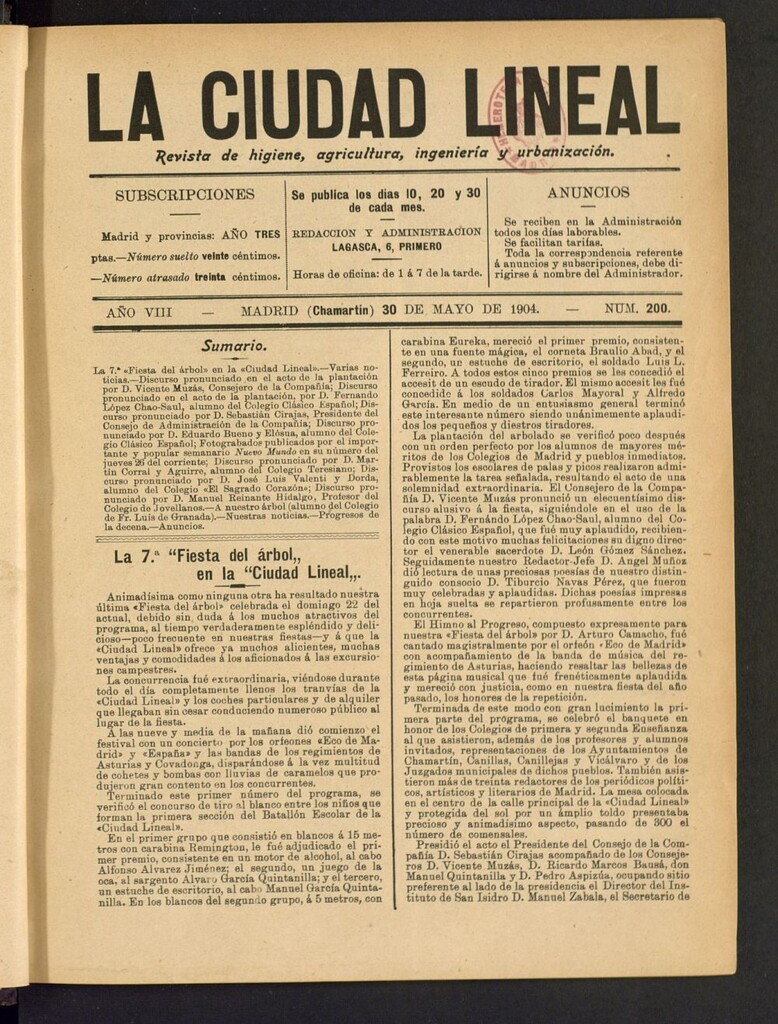 LA CIUDAD LINEAL
Revista de higiene, agricultura, ingeniería y urbanización.
SUBSCRIPCIONES
Madrid y provincias: AÑO TRES
ptas.—Número suelto veinte céntimos.
—Número atrasado treinta céntimos.
Se publica los días 10, 20 y 30
de cada mes.
REDACCION Y ADMINISTRACION
LAGASCA, 6, PRIMERO
Horas de oficina: de 1 á 7 de la tarde.
ANUNCIOS
Se reciben en la Administración
todos los días laborables.
Se facilitan tarifas.
Toda la correspondencia referente
á anuncios y subscripciones, debe di-
rigirse á nombre del Administrador.
AÑO VIII — MADRID (Chamartín) 30 DE MAYO DE 1904. — NUM. 200.
Sumario.
La 7.ª «Fiesta del árbol» en la «Ciudad Lineal».—Varias no-
ticias.—Discurso pronunciado en el acto de la plantación
por D. Vicente Muzás, Consejero de la Compañía; Discurso
pronunciado en el acto de la plantación, por D. Fernando
López Chao-Saul, alumno del Colegio Clásico Español; Dis-
curso pronunciado por D. Sebastián Cirajas, Presidente del
Consejo de Administración de la Compañía; Discurso pro-
nunciado por D. Eduardo Bueno y Elósua, alumno del Cole-
gio Clásico Español; Fotograbados publicados por el impor-
tante y popular semanario Nuevo Mundo en su número del
jueves 26 del corriente; Discurso pronunciado por D. Mar-
tín Corral y Aguirre, alumno del Colegio Teresiano; Dis-
curso pronunciado por D. José Luis Valenti y Dorda,
alumno del Colegio «El Sagrado Corazón»; Discurso pro-
nunciado por D. Manuel Reinante Hidalgo, Profesor del
Colegio de Jovellanos.—A nuestro árbol (alumno del Colegio
de Fr. Luis de Granada).—Nuestras noticias.—Progresos de
la decena.—Anuncios.
La 7.ª “Fiesta del árbol„
en la “Ciudad Lineal„.
Animadísima como ninguna otra ha resultado nuestra
última «Fiesta del árbol» celebrada el domingo 22 del
actual, debido sin duda á los muchos atractivos del
programa, al tiempo verdaderamente espléndido y deli-
cioso—poco frecuente en nuestras fiestas—y á que la
«Ciudad Lineal» ofrece ya muchos alicientes, muchas
ventajas y comodidades á los aficionados á las excursio-
nes campestres.
La concurrencia fué extraordinaria, viéndose durante
todo el día completamente llenos los tranvías de la
«Ciudad Lineal» y los coches particulares y de alquiler
que llegaban sin cesar conduciendo numeroso público al
lugar de la fiesta.
A las nueve y media de la mañana dió comienzo el
festival con un concierto por los orfeones «Eco de Ma-
drid» y «España» y las bandas de los regimientos de
Asturias y Covadonga, disparándose á la vez multitud
de cohetes y bombas con lluvias de caramelos que pro-
dujeron gran contento en los concurrentes.
Terminado este primer número del programa, se
verificó el concurso de tiro al blanco entre los niños que
forman la primera sección del Batallón Escolar de la
«Ciudad Lineal».
En el primer grupo que consistió en blancos á 15 me-
tros con carabina Remington, le fué adjudicado el pri-
mer premio, consistente en un motor de alcohol, al cabo
Alfonso Alvarez Jiménez; el segundo, un juego de la
oca, al sargento Alvaro García Quintanilla; y el tercero,
un estuche de escritorio, al cabo Manuel García Quinta-
nilla. En los blancos del segundo grupo, á 5 metros, con
carabina Eureka, mereció el primer premio, consisten-
te en una fuente mágica, el corneta Braulio Abad, y el
segundo, un estuche de escritorio, el soldado Luis L.
Ferreiro. A todos estos cinco premios se les concedió el
accesit de un escudo de tirador. El mismo accesit les fué
concedido á los soldados Carlos Mayoral y Alfredo
García. En medio de un entusiasmo general terminó
este interesante número siendo unánimemente aplaudi-
dos los pequeños y diestros tiradores.
La plantación del arbolado se verificó poco después
con un orden perfecto por los alumnos de mayores mé-
ritos de los Colegios de Madrid y pueblos inmediatos.
Provistos los escolares de palas y picos realizaron admi-
rablemente la tarea señalada, resultando el acto de una
solemnidad extraordinaria. El Consejero de la Compa-
ñía D. Vicente Muzás pronunció un elocuentísimo dis-
curso alusivo á la fiesta, siguiéndole en el uso de la
palabra D. Fernándo López Chao-Saul, alumno del Co-
legio Clásico Español, que fué muy aplaudido, recibien-
do con este motivo muchas felicitaciones su digno direc-
tor el venerable sacerdote D. León Gómez Sánchez.
Seguidamente nuestro Redactor-Jefe D. Angel Muñoz
dió lectura de unas preciosas poesías de nuestro distin-
guido consocio D. Tiburcio Navas Pérez, que fueron
muy celebradas y aplaudidas. Dichas poesías impresas
en hoja suelta se repartieron profusamente entre los
concurrentes.
El Himno al Progreso, compuesto expresamente para
nuestra «Fiesta del Arbol» por D. Arturo Camacho, fué
cantado magistralmente por el orfeón «Eco de Madrid»
con acompañamiento de la banda de música del re-
gimiento de Asturias, haciendo resaltar las bellezas de
esta página musical que fué frenéticamente aplaudida
y mereció con justicia, como en nuestra fiesta del año
pasado, los honores de la repetición.
Terminada de este modo con gran lucimiento la pri-
mera parte del programa, se celebró el banquete en
honor de los Colegios de primera y segunda Enseñanza
al que asistieron, además de los profesores y alumnos
invitados, representaciones de los Ayuntamientos de
Chamartín, Canillas, Canillejas y Vicálvaro y de los
Juzgados municipales de dichos pueblos. También asis-
tieron más de treinta redactores de los periódicos políti-
cos, artísticos y literarios de Madrid. La mesa colocada
en el centro de la calle principal de la «Ciudad Lineal»
y protegida del sol por un ámplio toldo presentaba
precioso y animadísimo aspecto, pasando de 300 el
número de comensales.
Presidió el acto el Presidente del Consejo de la Com-
pañía D. Sebastián Cirajas acompañado de los Conseje-
ros D. Vicente Muzás, D. Ricardo Marcos Bausá, don
Manuel Quintanilla y D. Pedro Aspizúa, ocupando sitio
preferente al lado de la presidencia el Director del Ins-
tituto de San Isidro D. Manuel Zabala, el Secretario de